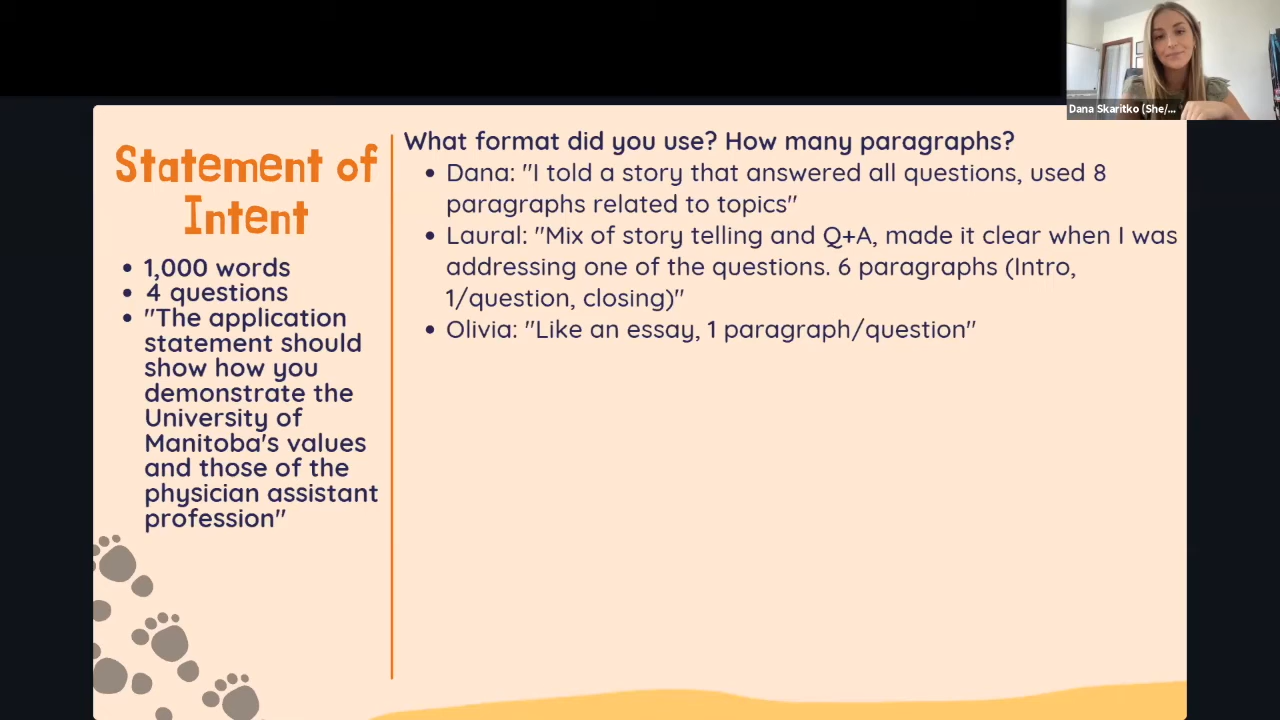 Dana Skaritko (She/...
Statement of
Intent
• 1,000 words
• 4 questions
• "The application
statement should
show how you
demonstrate the
University of
Manitoba's values
and those of the
physician assistant
profession"
What format did you use? How many paragraphs?
• Dana: "I told a story that answered all questions, used 8
paragraphs related to topics"
• Laural: "Mix of story telling and Q+A, made it clear when I was
addressing one of the questions. 6 paragraphs (Intro,
1/question, closing)"
• Olivia: "Like an essay, 1 paragraph/question"